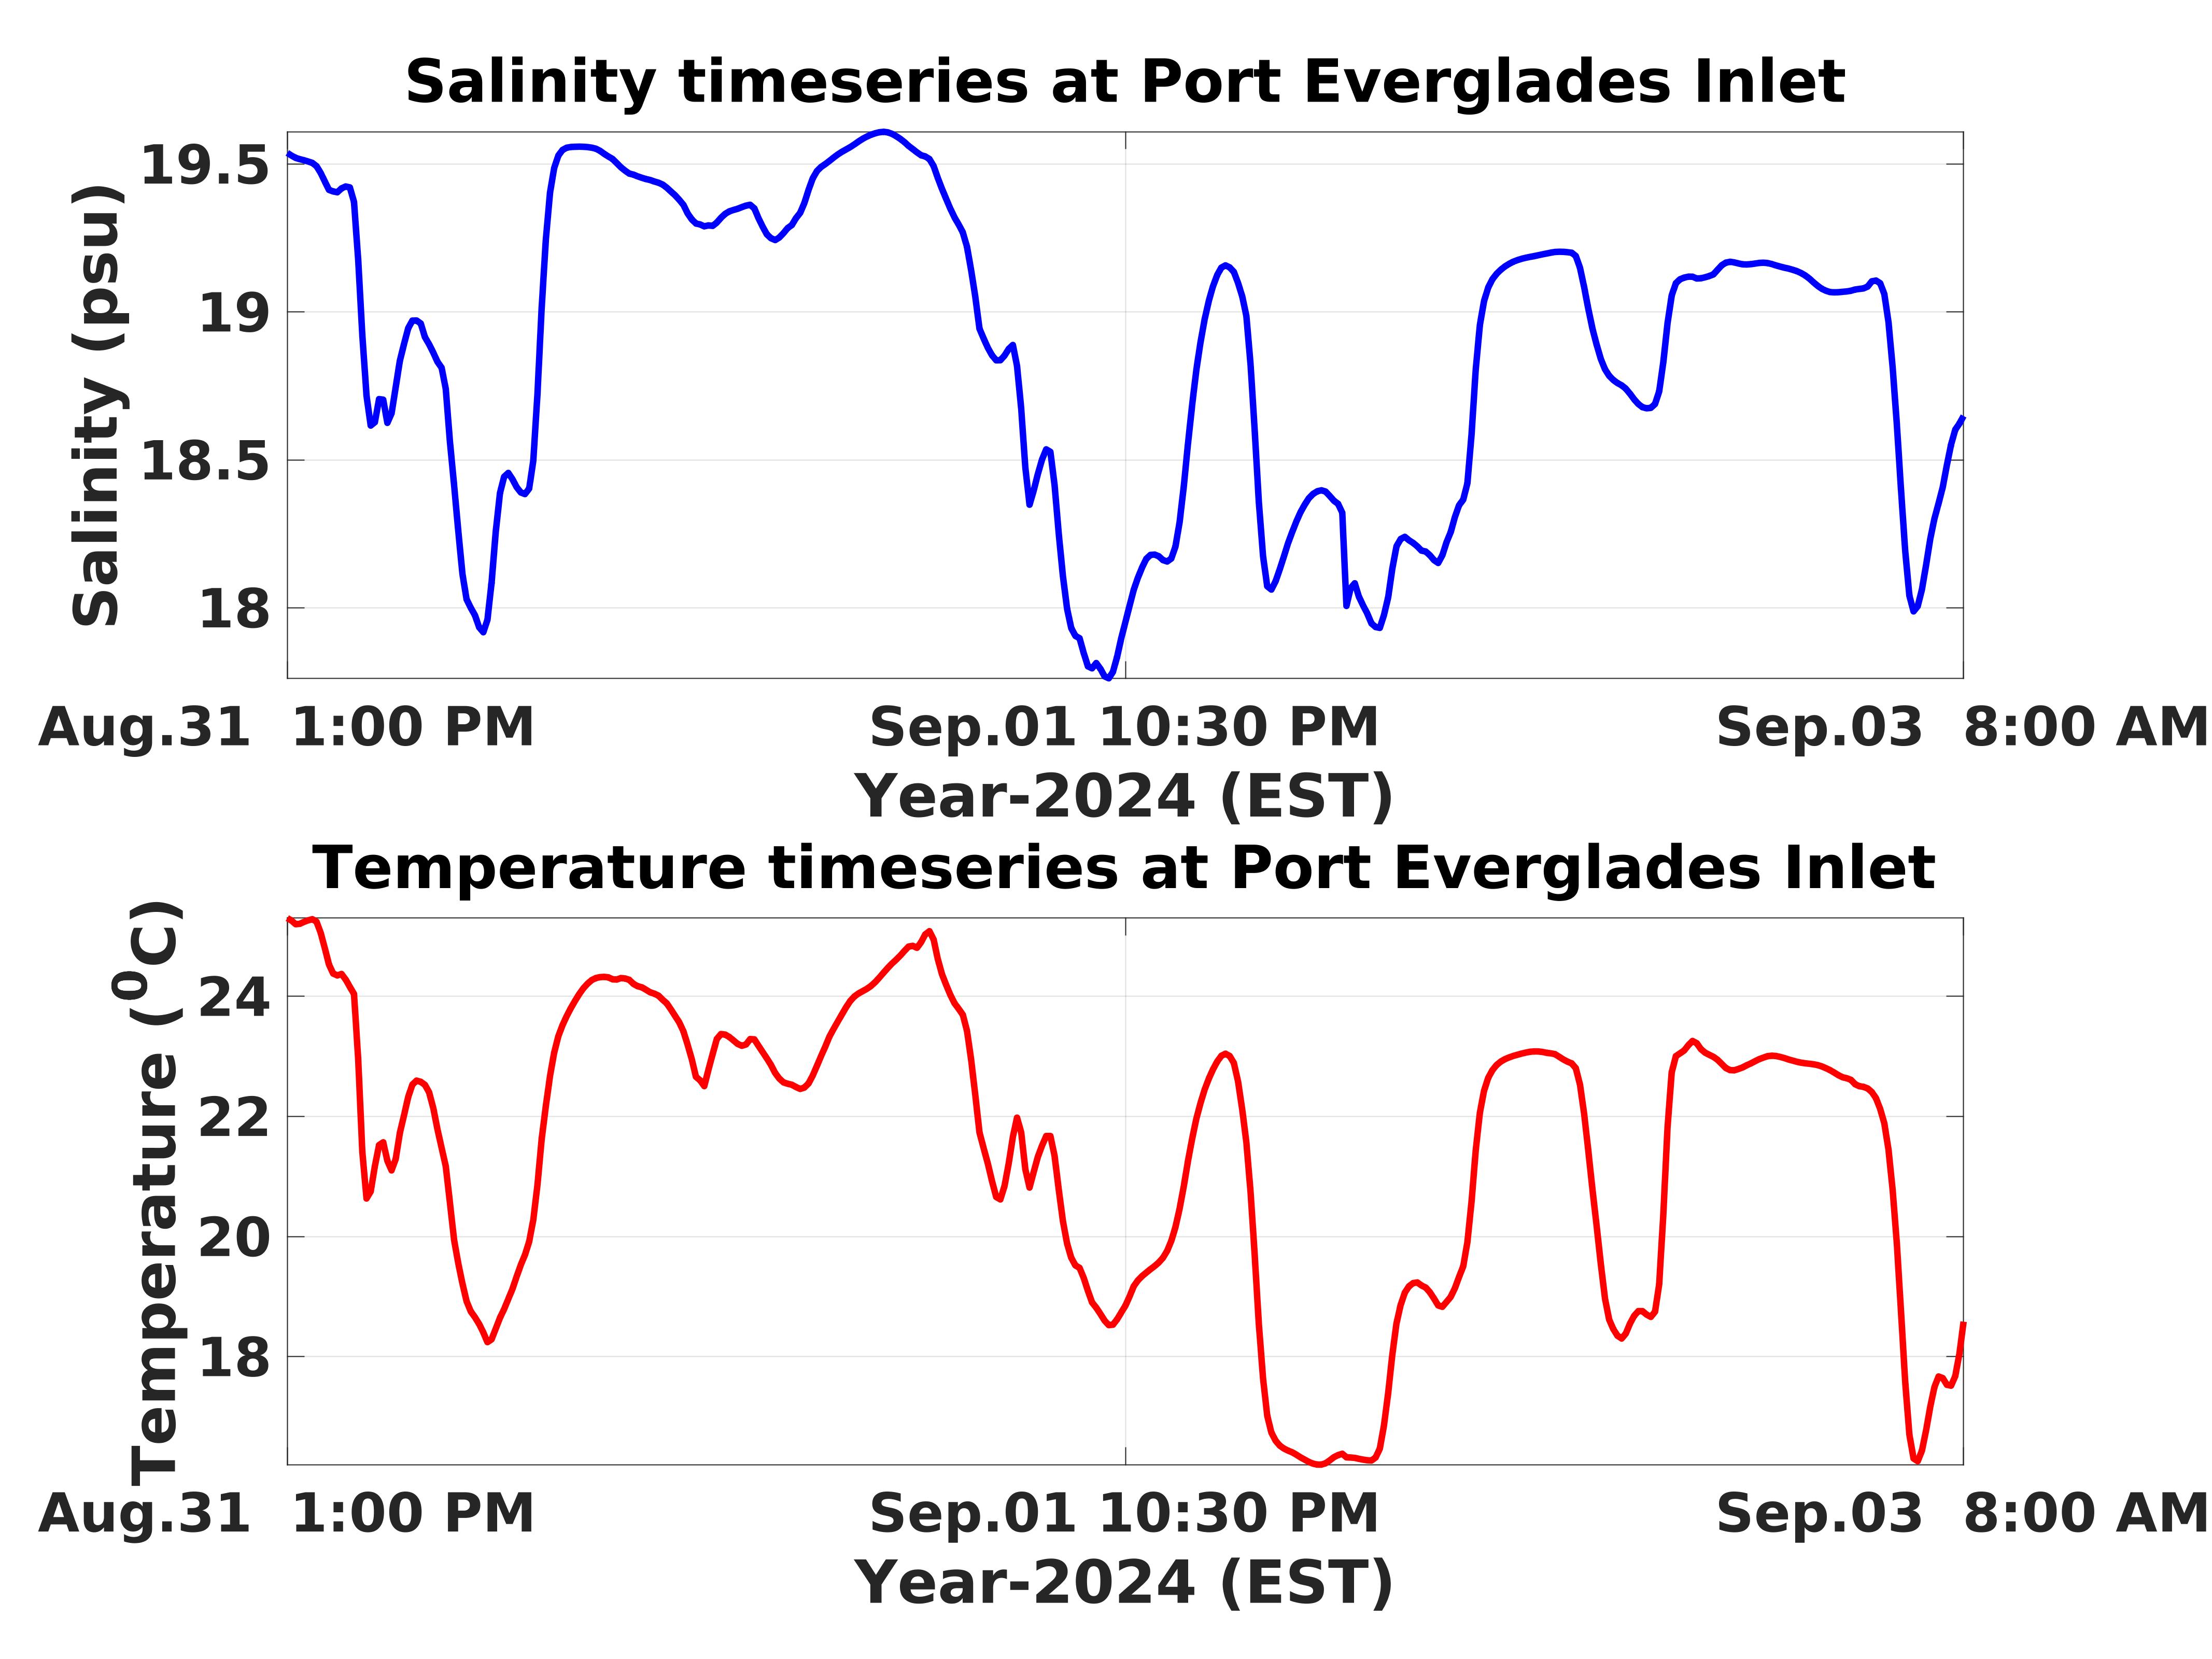 Salinity timeseries at Port Everglades Inlet
Salinity (psu)
19.5
19
18.5
18
Aug.31 1:00 PM Sep.01 10:30 PM Sep.03 8:00 AM
Year-2024 (EST)
Temperature timeseries at Port Everglades Inlet
Temperature (⁰C)
24
22
20
18
Aug.31 1:00 PM Sep.01 10:30 PM Sep.03 8:00 AM
Year-2024 (EST)